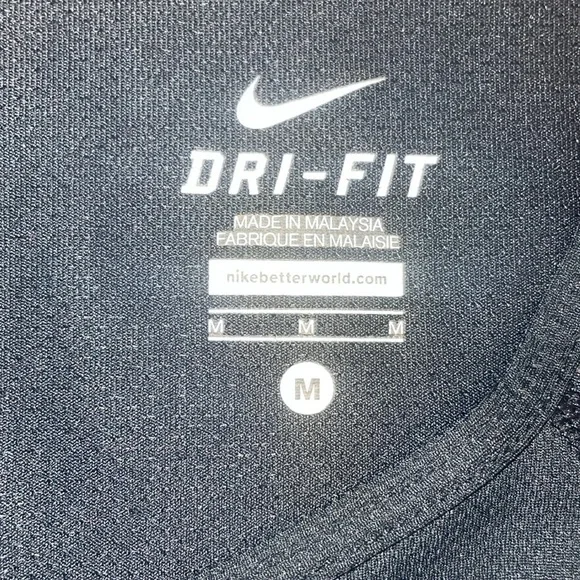 DRI-FIT
MADE IN MALAYSIA
FABRIQUE EN MALAISIE
nikebetterworld.com
M M M
M